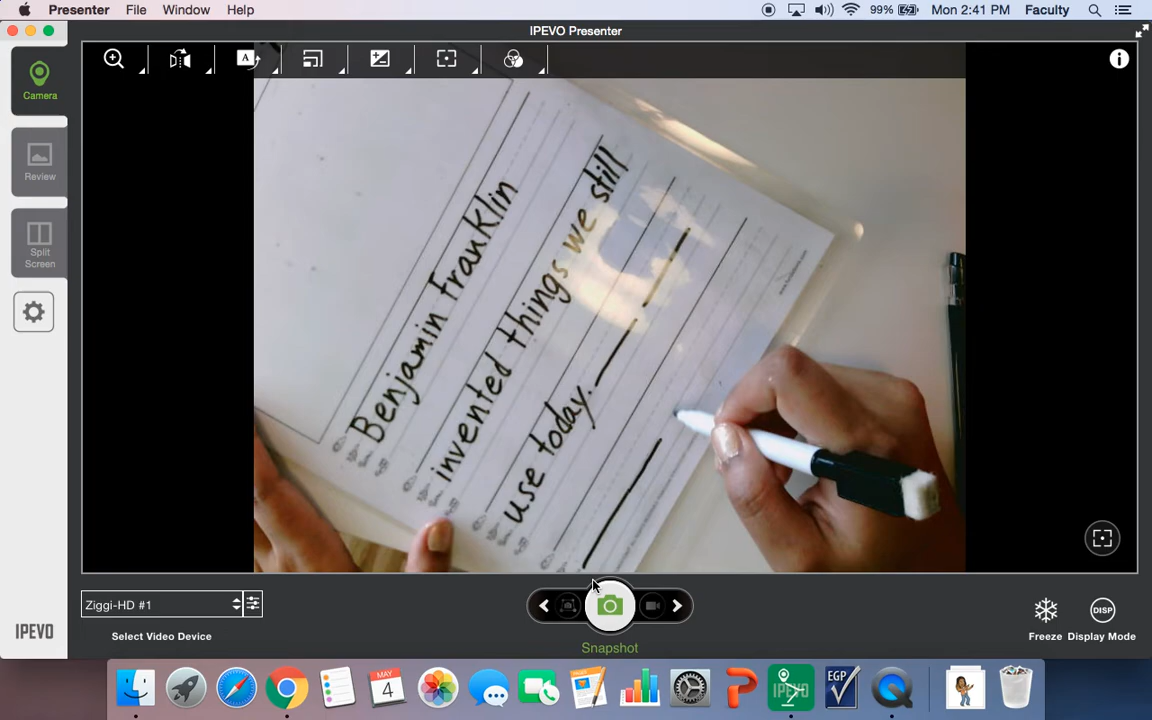 Presenter File Window Help 99% Mon 2:41 PM Faculty
IPEVO Presenter
Camera
Review
Split
Screen
Benjamin Franklin
invented things we still
use today.
Ziggi-HD #1
Select Video Device
Snapshot
Freeze
DISP
Display Mode
IPEVO
MAY
4
IPEVO
EGP